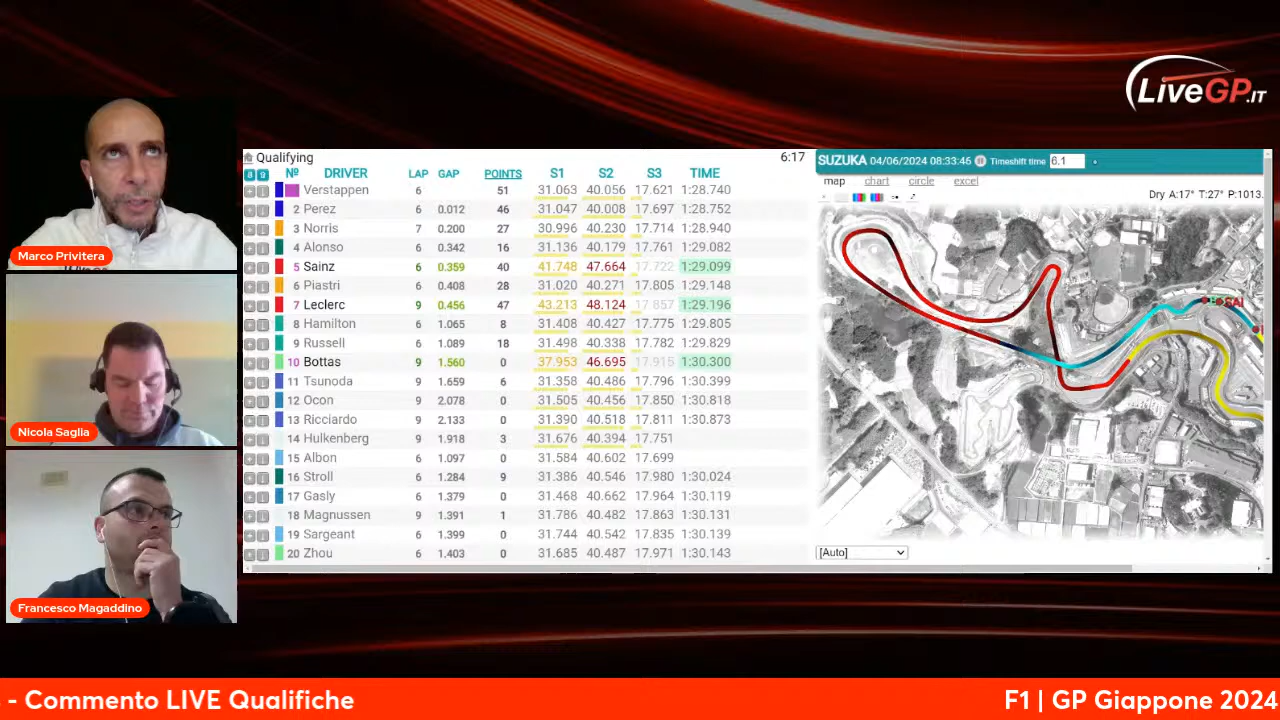 LiveGP.IT
Marco Privitera
Nicola Saglia
Francesco Magaddino
Qualifying 6:17
Nº DRIVER LAP GAP POINTS S1 S2 S3 TIME
Verstappen 6 51 31.063 40.056 17.621 1:28.740
2 Perez 6 0.012 46 31.047 40.008 17.697 1:28.752
3 Norris 7 0.200 27 30.996 40.230 17.714 1:28.940
4 Alonso 6 0.342 16 31.136 40.179 17.761 1:29.082
5 Sainz 6 0.359 40 41.748 47.664 17.722 1:29.099
6 Piastri 6 0.408 28 31.020 40.271 17.805 1:29.148
7 Leclerc 9 0.456 47 43.213 48.124 17.857 1:29.196
8 Hamilton 6 1.065 8 31.408 40.427 17.775 1:29.805
9 Russell 6 1.089 18 31.498 40.338 17.782 1:29.829
10 Bottas 9 1.560 0 37.953 46.695 17.915 1:30.300
11 Tsunoda 9 1.659 6 31.358 40.486 17.796 1:30.399
12 Ocon 9 2.078 0 31.505 40.456 17.850 1:30.818
13 Ricciardo 9 2.133 0 31.390 40.518 17.811 1:30.873
14 Hulkenberg 9 1.918 3 31.676 40.394 17.751
15 Albon 6 1.097 0 31.584 40.602 17.699
16 Stroll 6 1.284 9 31.386 40.546 17.980 1:30.024
17 Gasly 6 1.379 0 31.468 40.662 17.964 1:30.119
18 Magnussen 9 1.391 1 31.786 40.482 17.863 1:30.131
19 Sargeant 6 1.399 0 31.744 40.542 17.835 1:30.139
20 Zhou 6 1.403 0 31.685 40.487 17.971 1:30.143
SUZUKA 04/06/2024 08:33:46 Timeshift time 6.1
map chart circle excel
Dry A:17° T:27° P:1013.
SAI
[Auto]
- Commento LIVE Qualifiche
F1 | GP Giappone 2024